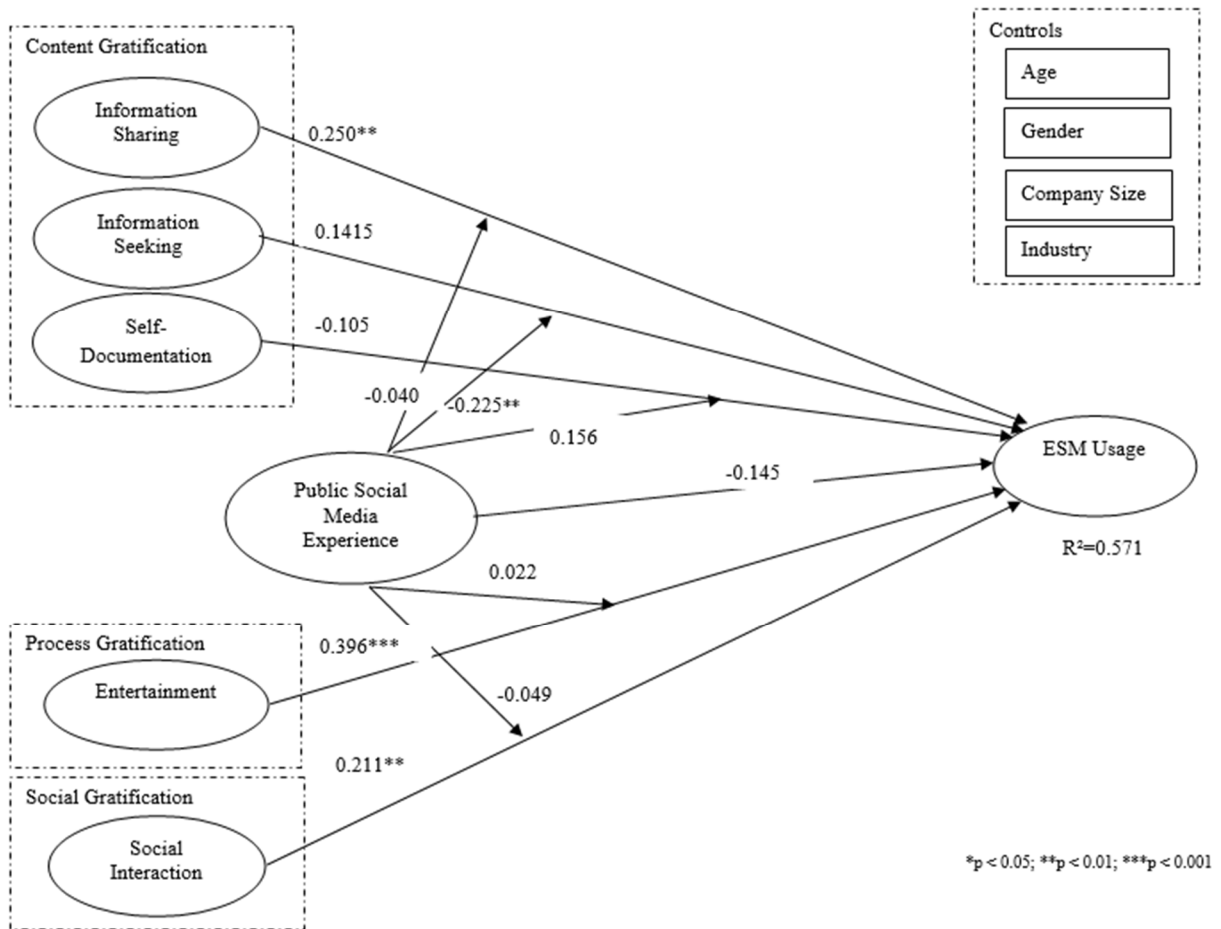 Content Gratification
Information
Sharing
0.250**
Information
Seeking
0.1415
Self-
Documentation
-0.105
Controls
Age
Gender
Company Size
Industry
-0.040
-0.225**
0.156
Public Social
Media
Experience
-0.145
ESM Usage
R²=0.571
0.022
Process Gratification
Entertainment
0.396***
-0.049
Social Gratification
Social
Interaction
0.211**
*p < 0.05; **p < 0.01; ***p < 0.001